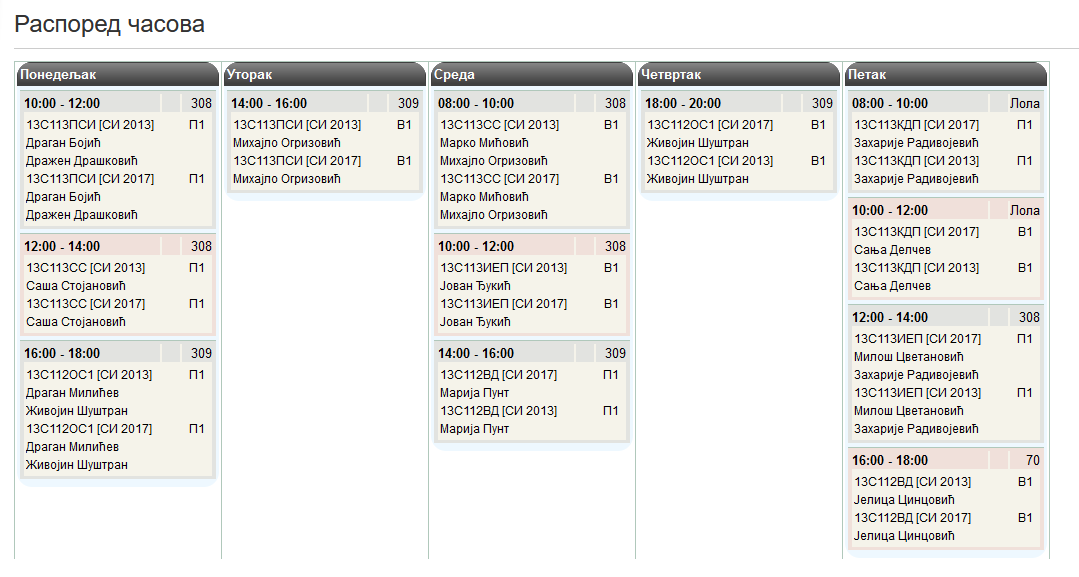 Распоред часова
Понедељак
10:00 - 12:00 308
13С113ПСИ [СИ 2013] П1
Драган Бојић
Дражен Драшковић
13С113ПСИ [СИ 2017] П1
Драган Бојић
Дражен Драшковић
12:00 - 14:00 308
13С113СС [СИ 2013] П1
Саша Стојановић
13С113СС [СИ 2017] П1
Саша Стојановић
16:00 - 18:00 309
13С112ОС1 [СИ 2013] П1
Драган Милићев
Живојин Шуштран
13С112ОС1 [СИ 2017] П1
Драган Милићев
Живојин Шуштран
Уторак
14:00 - 16:00 309
13С113ПСИ [СИ 2013] В1
Михајло Огризовић
13С113ПСИ [СИ 2017] В1
Михајло Огризовић
Среда
08:00 - 10:00 308
13С113СС [СИ 2013] В1
Марко Мићовић
Михајло Огризовић
13С113СС [СИ 2017] В1
Марко Мићовић
Михајло Огризовић
10:00 - 12:00 308
13С113ИЕП [СИ 2013] В1
Јован Ђукић
13С113ИЕП [СИ 2017] В1
Јован Ђукић
14:00 - 16:00 309
13С112ВД [СИ 2017] П1
Марија Пунт
13С112ВД [СИ 2013] П1
Марија Пунт
Четвртак
18:00 - 20:00 309
13С112ОС1 [СИ 2017] В1
Живојин Шуштран
13С112ОС1 [СИ 2013] В1
Живојин Шуштран
Петак
08:00 - 10:00 Лола
13С113КДП [СИ 2017] П1
Захарије Радивојевић
13С113КДП [СИ 2013] П1
Захарије Радивојевић
10:00 - 12:00 Лола
13С113КДП [СИ 2017] В1
Сања Делчев
13С113КДП [СИ 2013] В1
Сања Делчев
12:00 - 14:00 308
13С113ИЕП [СИ 2017] П1
Милош Цветановић
Захарије Радивојевић
13С113ИЕП [СИ 2013] П1
Милош Цветановић
Захарије Радивојевић
16:00 - 18:00 70
13С112ВД [СИ 2013] В1
Јелица Цинцовић
13С112ВД [СИ 2017] В1
Јелица Цинцовић